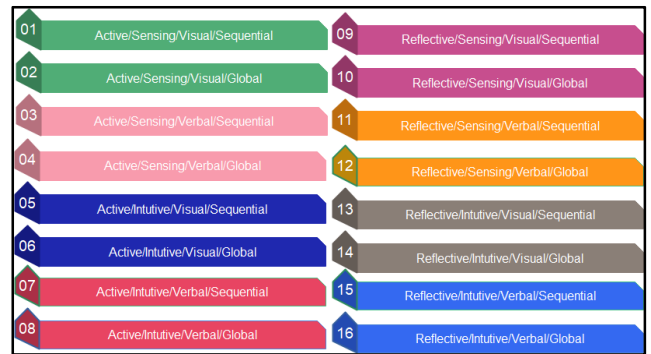 01 Active/Sensing/Visual/Sequential
02 Active/Sensing/Visual/Global
03 Active/Sensing/Verbal/Sequential
04 Active/Sensing/Verbal/Global
05 Active/Intutive/Visual/Sequential
06 Active/Intutive/Visual/Global
07 Active/Intutive/Verbal/Sequential
08 Active/Intutive/Verbal/Global
09 Reflective/Sensing/Visual/Sequential
10 Reflective/Sensing/Visual/Global
11 Reflective/Sensing/Verbal/Sequential
12 Reflective/Sensing/Verbal/Global
13 Reflective/Intutive/Visual/Sequential
14 Reflective/Intutive/Visual/Global
15 Reflective/Intutive/Verbal/Sequential
16 Reflective/Intutive/Verbal/Global